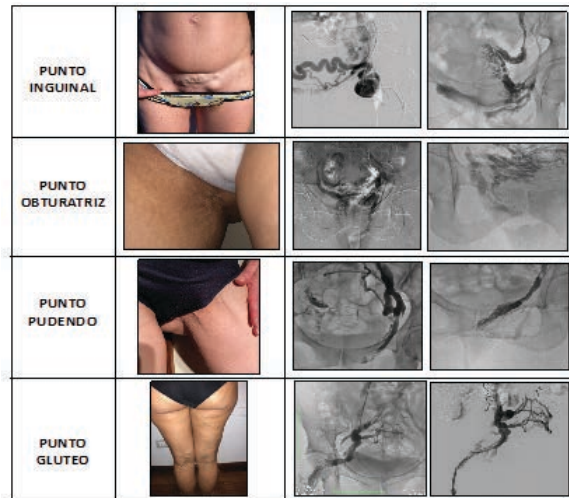 PUNTO
INGUINAL
PUNTO
OBTURATRIZ
PUNTO
PUDENDO
PUNTO
GLUTEO